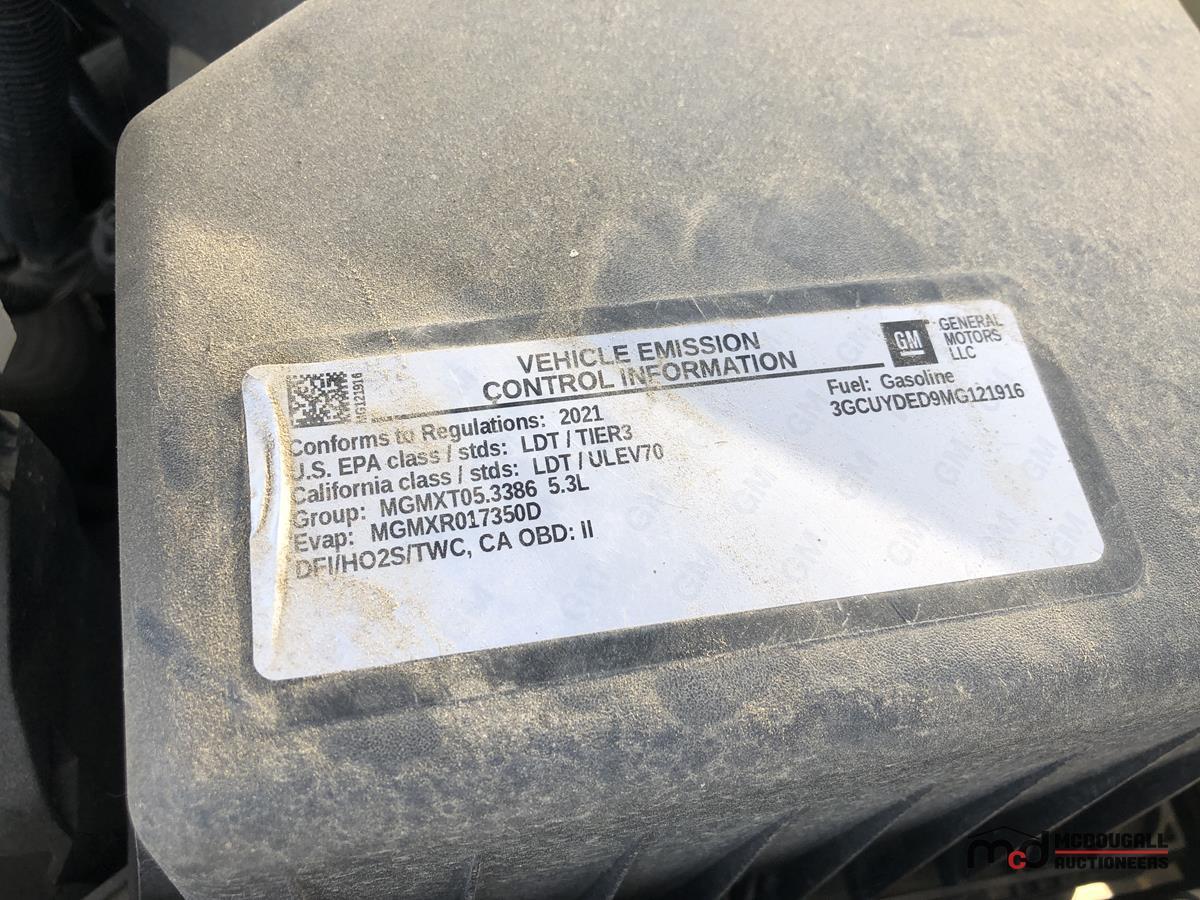 MG121916
VEHICLE EMISSION
CONTROL INFORMATION
GM
GENERAL
MOTORS
LLC
Fuel: Gasoline
3GCUYDED9MG121916
Conforms to Regulations: 2021
U.S. EPA class / stds: LDT / TIER3
California class / stds: LDT / ULEV70
Group: MGMXT05.3386 5.3L
Evap: MGMXR017350D
DFI/HO2S/TWC, CA OBD: II
mcd MCDOUGALL
AUCTIONEERS